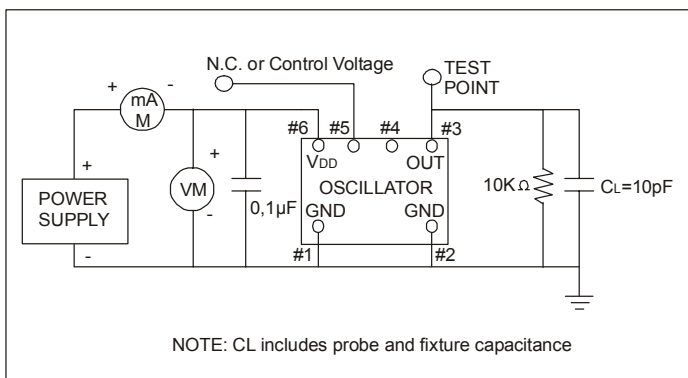 N.C. or Control Voltage
TEST
POINT
+
-
mA
M
#6
#5
#4
#3
VDD
OUT
+
+
OSCILLATOR
10KΩ
CL=10pF
POWER
SUPPLY
VM
0,1µF
GND
GND
-
-
#1
#2
NOTE: CL includes probe and fixture capacitance